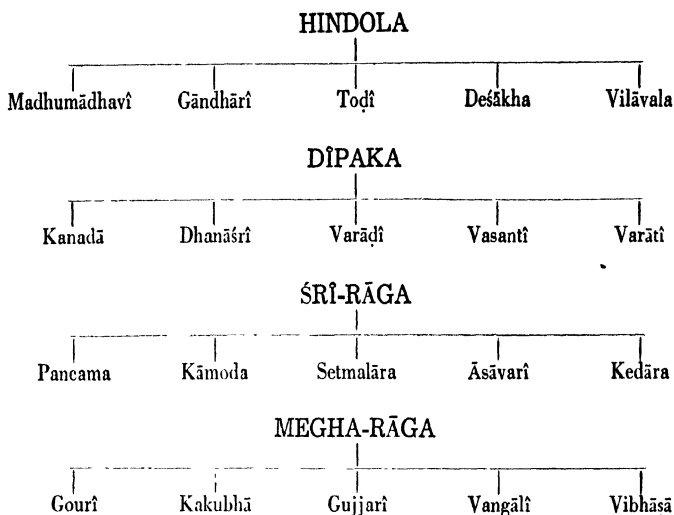 HINDOLA
Madhumādhavî Gāndhārî Toḍî Deśākha Vilāvala
DÎPAKA
Kanadā Dhanāśrî Varāḍî Vasantî Varātî
ŚRÎ-RĀGA
Pancama Kāmoda Setmalāra Āsāvarî Kedāra
MEGHA-RĀGA
Gourî Kakubhā Gujjarî Vangālî Vibhāsā